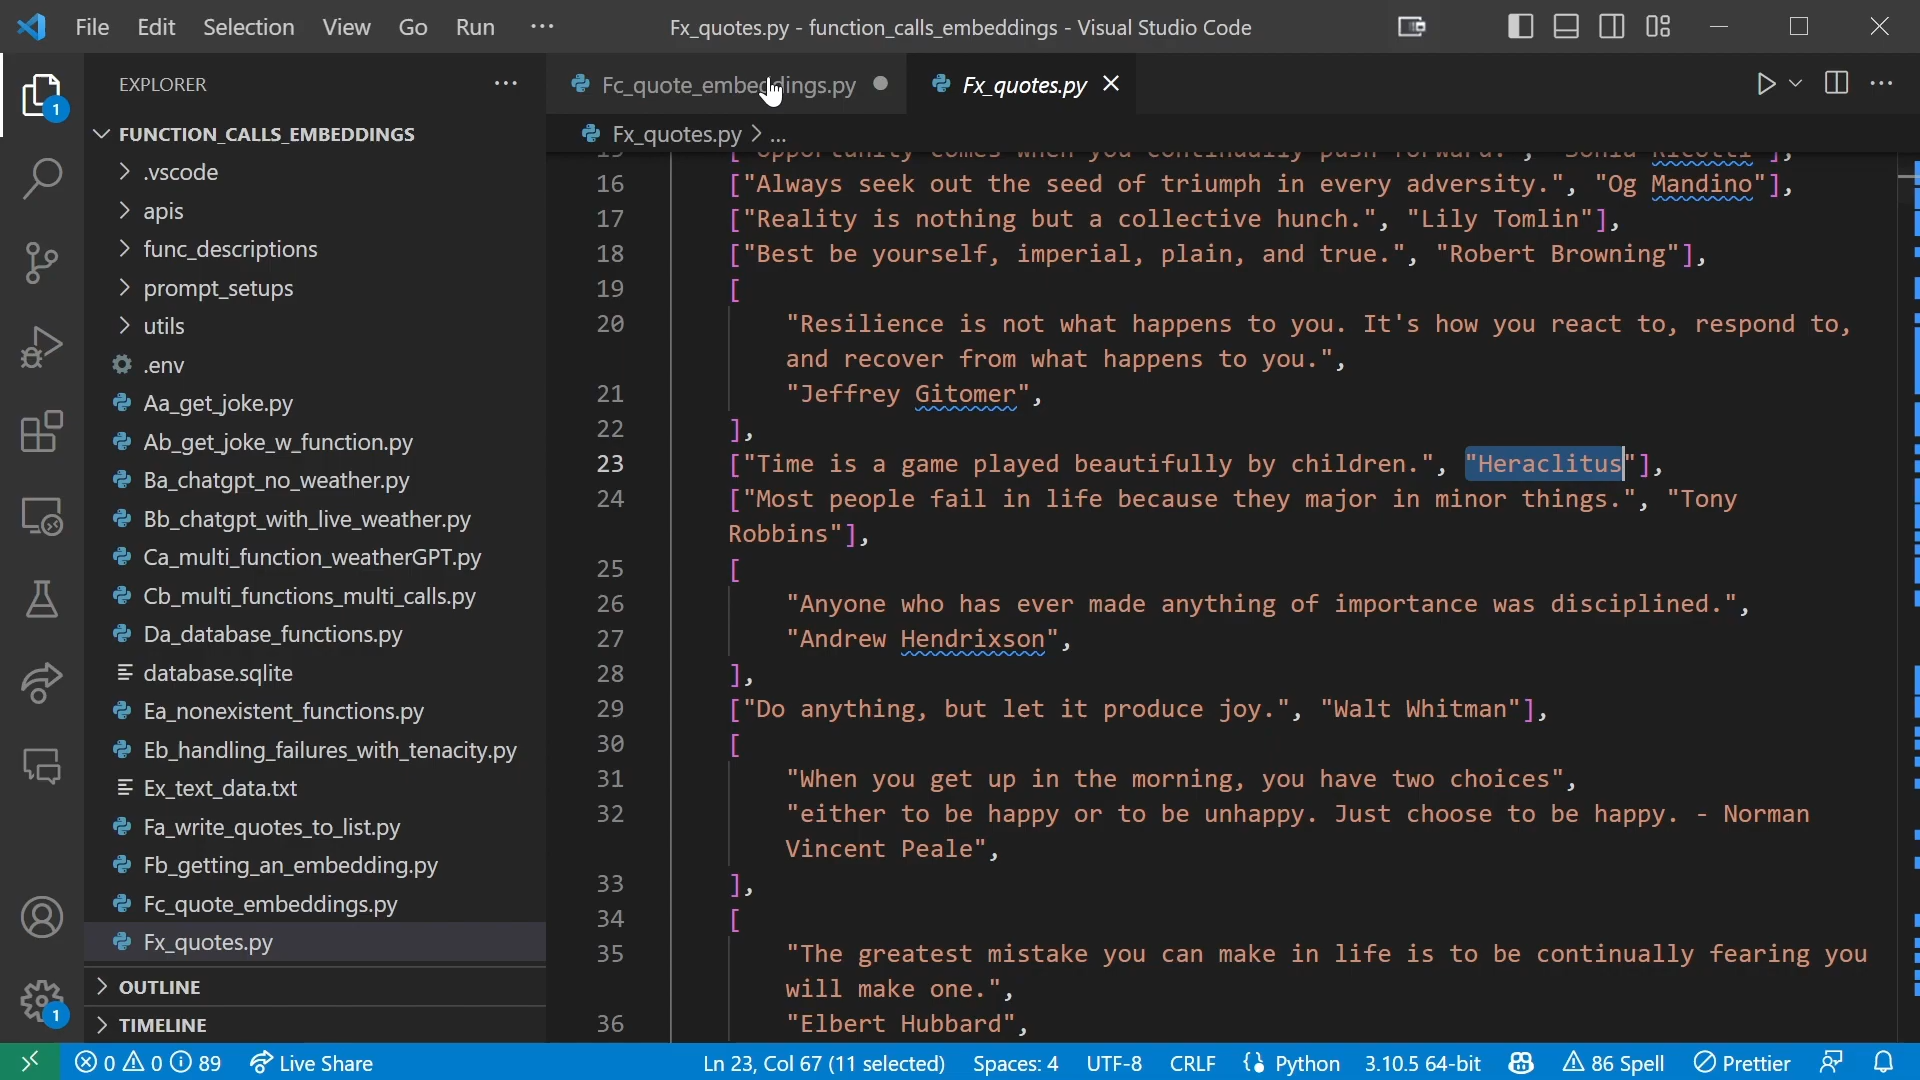 File Edit Selection View Go Run ···
Fx_quotes.py - function_calls_embeddings - Visual Studio Code
EXPLORER
1
FUNCTION_CALLS_EMBEDDINGS
.vscode
apis
func_descriptions
prompt_setups
utils
.env
Aa_get_joke.py
Ab_get_joke_w_function.py
Ba_chatgpt_no_weather.py
Bb_chatgpt_with_live_weather.py
Ca_multi_function_weatherGPT.py
Cb_multi_functions_multi_calls.py
Da_database_functions.py
database.sqlite
Ea_nonexistent_functions.py
Eb_handling_failures_with_tenacity.py
Ex_text_data.txt
Fa_write_quotes_to_list.py
Fb_getting_an_embedding.py
Fc_quote_embeddings.py
Fx_quotes.py
OUTLINE
TIMELINE
1
Fc_quote_embeddings.py
Fx_quotes.py
Fx_quotes.py > ...
15 ["Opportunity comes when you continually push forward.", "Sonia Ricotti"],
16 ["Always seek out the seed of triumph in every adversity.", "Og Mandino"],
17 ["Reality is nothing but a collective hunch.", "Lily Tomlin"],
18 ["Best be yourself, imperial, plain, and true.", "Robert Browning"],
19 [
20 "Resilience is not what happens to you. It's how you react to, respond to,
and recover from what happens to you.",
21 "Jeffrey Gitomer",
22 ],
23 ["Time is a game played beautifully by children.", "Heraclitus"],
24 ["Most people fail in life because they major in minor things.", "Tony
Robbins"],
25 [
26 "Anyone who has ever made anything of importance was disciplined.",
27 "Andrew Hendrixson",
28 ],
29 ["Do anything, but let it produce joy.", "Walt Whitman"],
30 [
31 "When you get up in the morning, you have two choices",
32 "either to be happy or to be unhappy. Just choose to be happy. - Norman
Vincent Peale",
33 ],
34 [
35 "The greatest mistake you can make in life is to be continually fearing you
will make one.",
36 "Elbert Hubbard",
0 0 89 Live Share Ln 23, Col 67 (11 selected) Spaces: 4 UTF-8 CRLF Python 3.10.5 64-bit 86 Spell Prettier